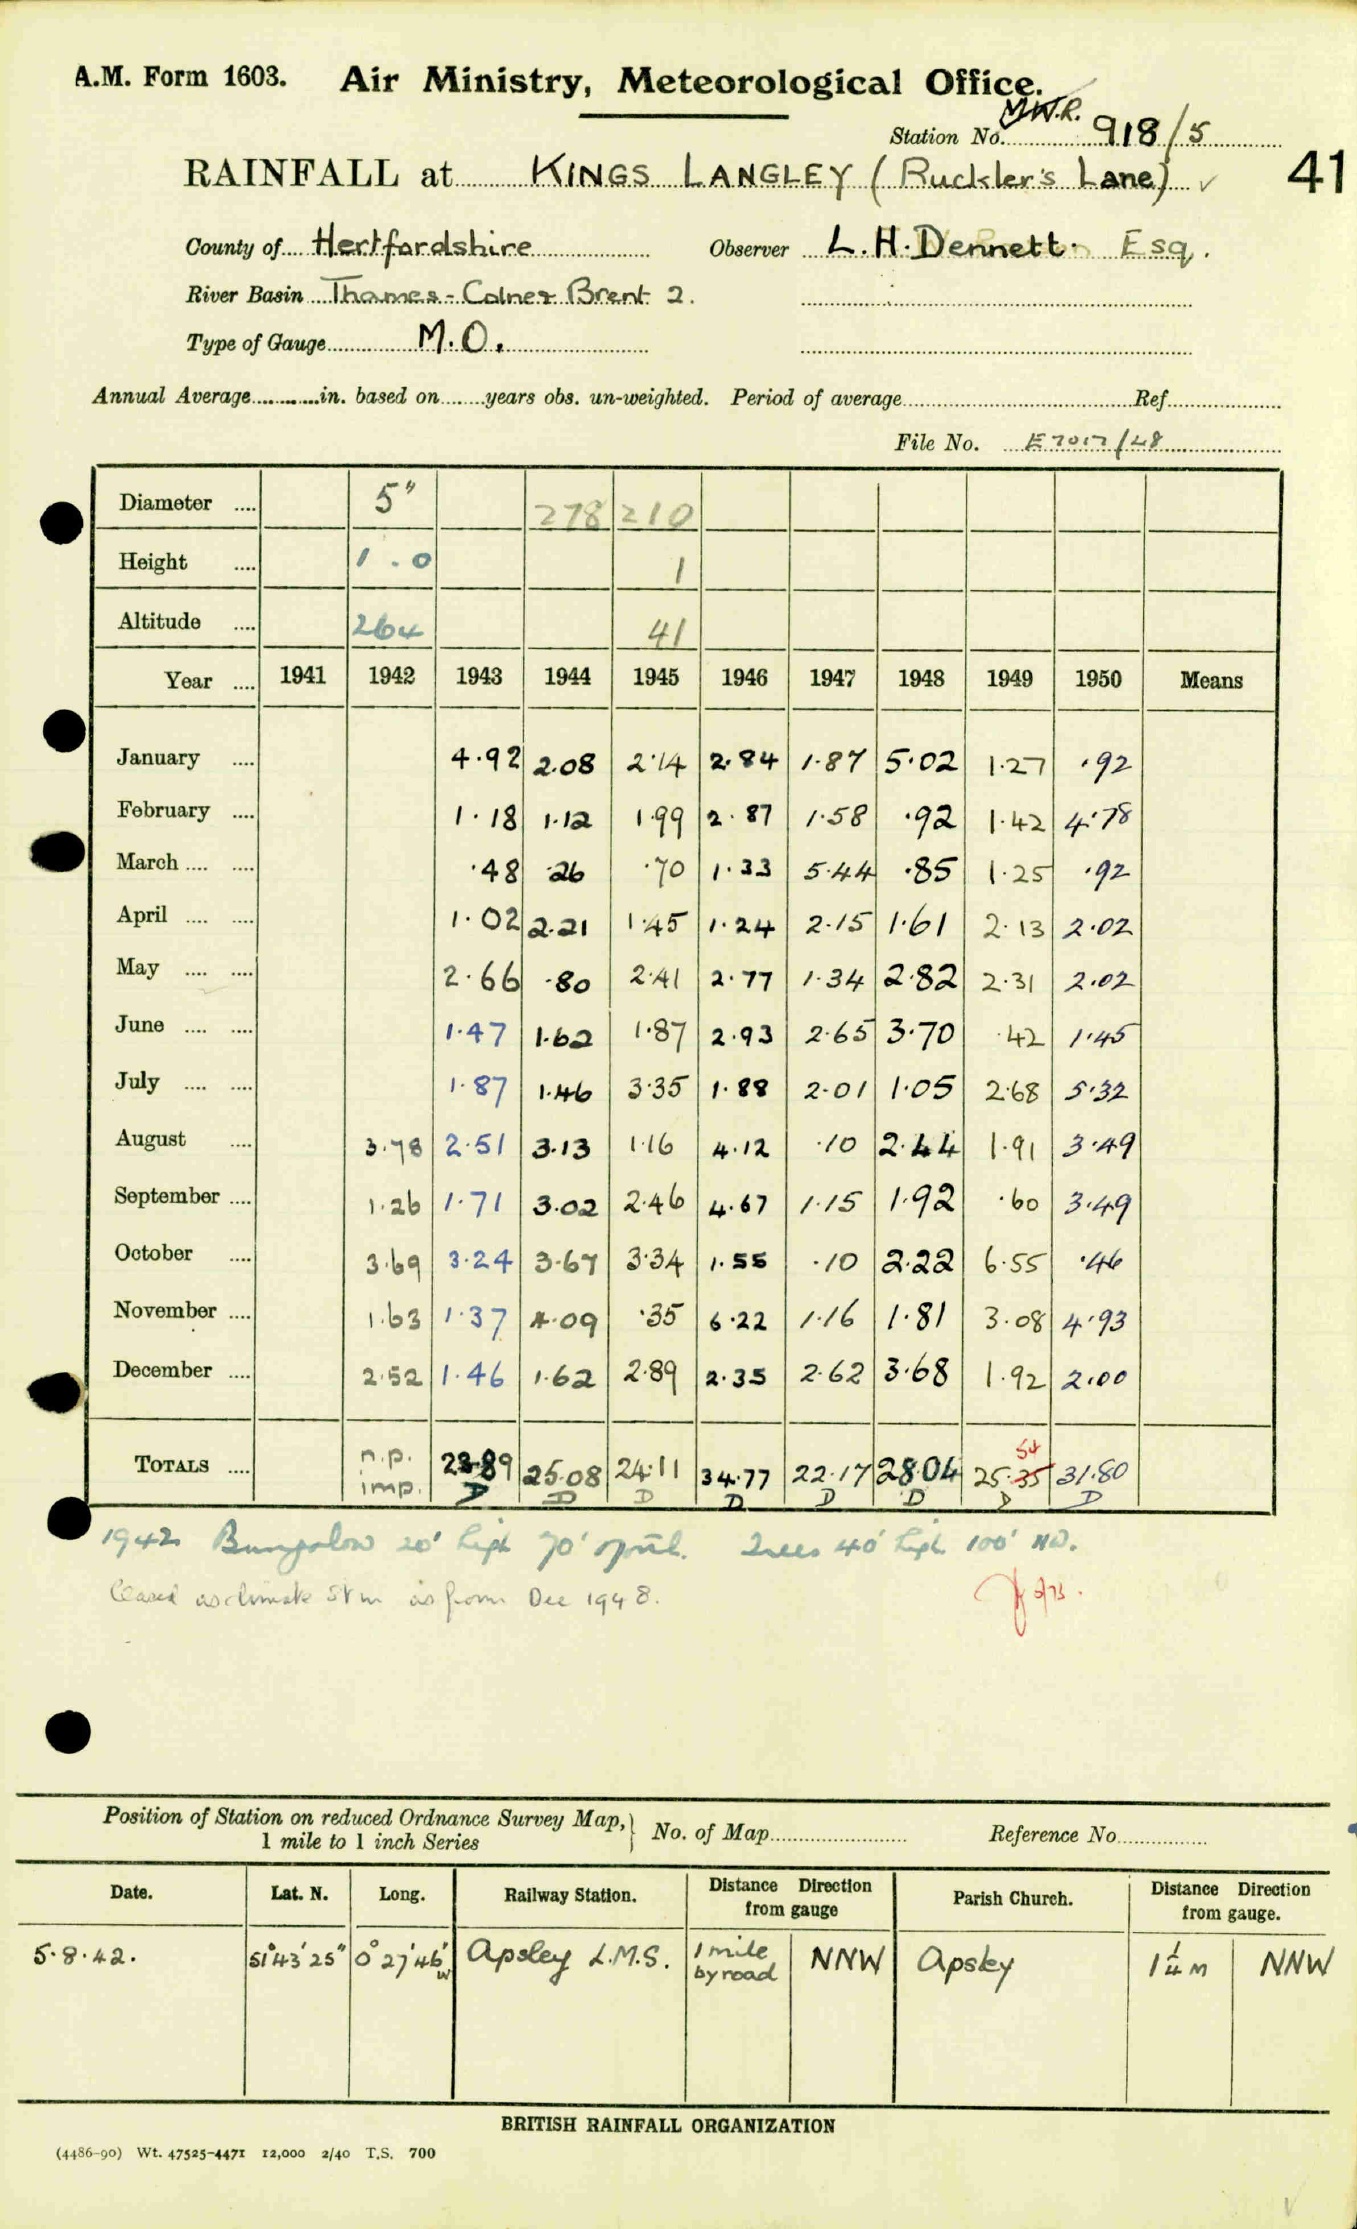 A.M. Form 1603. Air Ministry, Meteorological Office.
M.W.R.
Station No. 918/5
RAINFALL at KINGS LANGLEY (Ruckler's Lane) ✓ 41
County of Hertfordshire Observer L.H. Dennett Esq.
River Basin Thames - Colne & Brent 2.
Type of Gauge M.O.
Annual Average in. based on years obs. un-weighted. Period of average Ref.
File No. E7017/48
Diameter 5" 278 210
Height 1.0 1
Altitude 264 41
Year 1941 1942 1943 1944 1945 1946 1947 1948 1949 1950 Means
January 4.92 2.08 2.14 2.84 1.87 5.02 1.27 .92
February 1.18 1.12 1.99 2.87 1.58 .92 1.42 4.78
March .48 .26 .70 1.33 5.44 .85 1.25 .92
April 1.02 2.21 1.45 1.24 2.15 1.61 2.13 2.02
May 2.66 .80 2.41 2.77 1.34 2.82 2.31 2.02
June 1.47 1.62 1.87 2.93 2.65 3.70 .42 1.45
July 1.87 1.46 3.35 1.88 2.01 1.05 2.68 5.32
August 3.78 2.51 3.13 1.16 4.12 .10 2.44 1.91 3.49
September 1.26 1.71 3.02 2.46 4.67 1.15 1.92 .60 3.49
October 3.69 3.24 3.67 3.34 1.55 .10 2.22 6.55 .46
November 1.63 1.37 4.09 .35 6.22 1.16 1.81 3.08 4.93
December 2.52 1.46 1.62 2.89 2.35 2.62 3.68 1.92 2.00
54
TOTALS n.p. imp. 23.89 25.08 24.11 34.77 22.17 28.04 25.35 31.80
D D D D D D D D
1942 Bungalow 20' high 70' Trees 40' high 100' NW.
Ceased as climate stn as from Dec 1948.
Position of Station on reduced Ordnance Survey Map, 1 mile to 1 inch Series } No. of Map Reference No.
Date. Lat. N. Long. Railway Station. Distance Direction from gauge Parish Church. Distance Direction from gauge.
5.8.42. 51°43'25" 0°27'46"W Apsley L.M.S. 1 mile by road NNW Apsley 1¼ m NNW
BRITISH RAINFALL ORGANIZATION
(4486-90) Wt. 47525-4471 12,000 2/40 T.S. 700